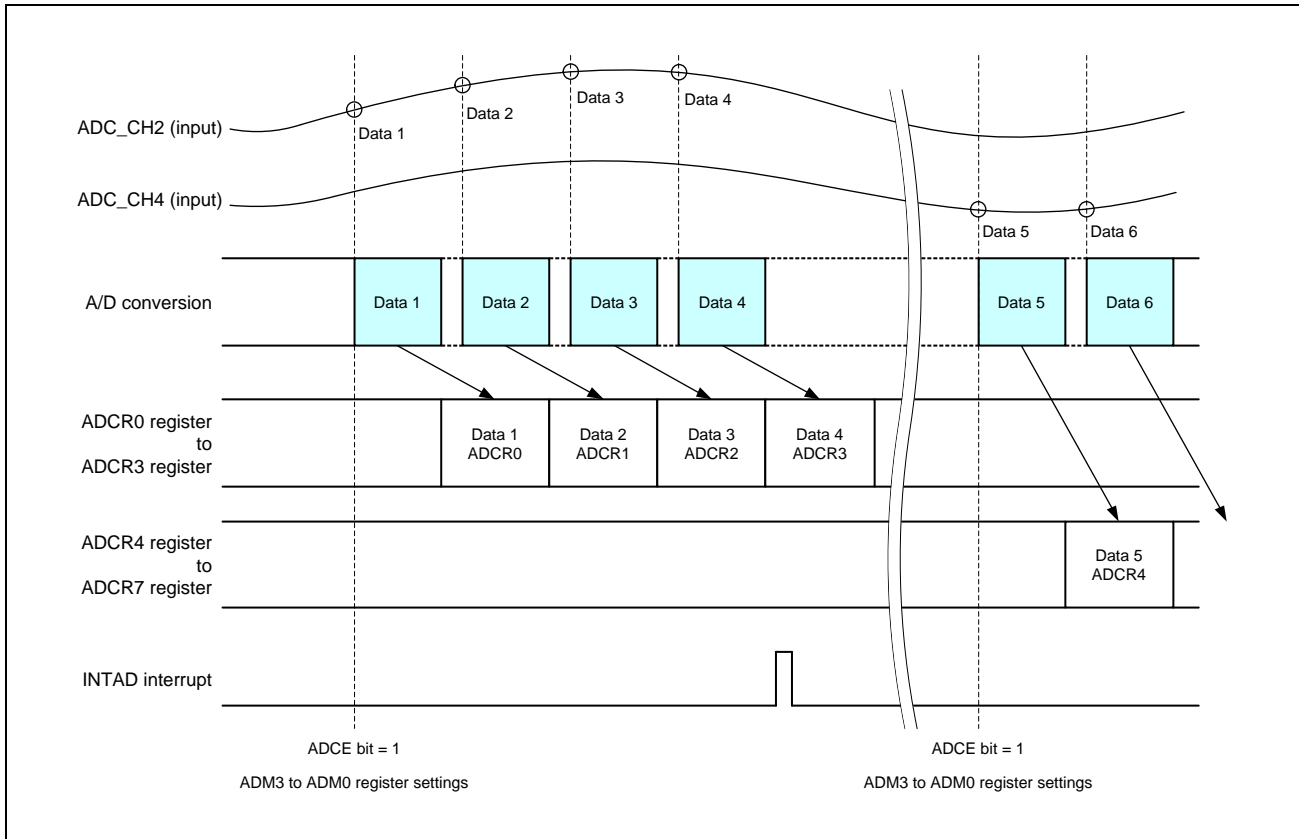 ADC_CH2 (input)
Data 1
Data 2
Data 3
Data 4
ADC_CH4 (input)
Data 5
Data 6
A/D conversion
Data 1
Data 2
Data 3
Data 4
Data 5
Data 6
ADCR0 register
to
ADCR3 register
Data 1
ADCR0
Data 2
ADCR1
Data 3
ADCR2
Data 4
ADCR3
ADCR4 register
to
ADCR7 register
Data 5
ADCR4
INTAD interrupt
ADCE bit = 1
ADM3 to ADM0 register settings
ADCE bit = 1
ADM3 to ADM0 register settings